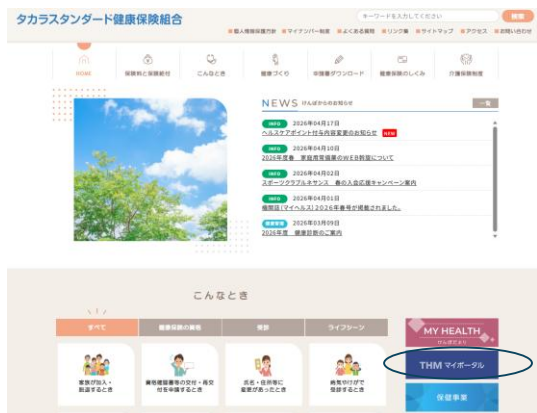 タカラスタンダード健康保険組合
キーワードを入力してください 検索
個人情報保護方針 マイナンバー制度 よくある質問 リンク集 サイトマップ アクセス お問い合わせ
HOME 保険料と保険給付 こんなとき 健康づくり 申請書ダウンロード 健康保険のしくみ 介護保険制度
NEWS けんぽからのお知らせ 一覧
INFO 2026年04月17日
ヘルスケアポイント付与内容変更のお知らせ NEW
INFO 2026年04月10日
2026年度春 家庭用常備薬のWEB斡旋について
INFO 2026年04月02日
スポーツクラブルネサンス 春の入会応援キャンペーン案内
INFO 2026年04月01日
機関誌(マイヘルス)2026年春号が掲載されました。
2026年03月09日
2026年度 健康診断のご案内
こんなとき
すべて 健康保険の資格 受診 ライフシーン
家族が加入・
脱退するとき
資格確認書等の交付・再交
付を申請するとき
氏名・住所等に
変更があったとき
病気やけがで
受診するとき
MY HEALTH
けんぽだより
THM マイポータル
保健事業